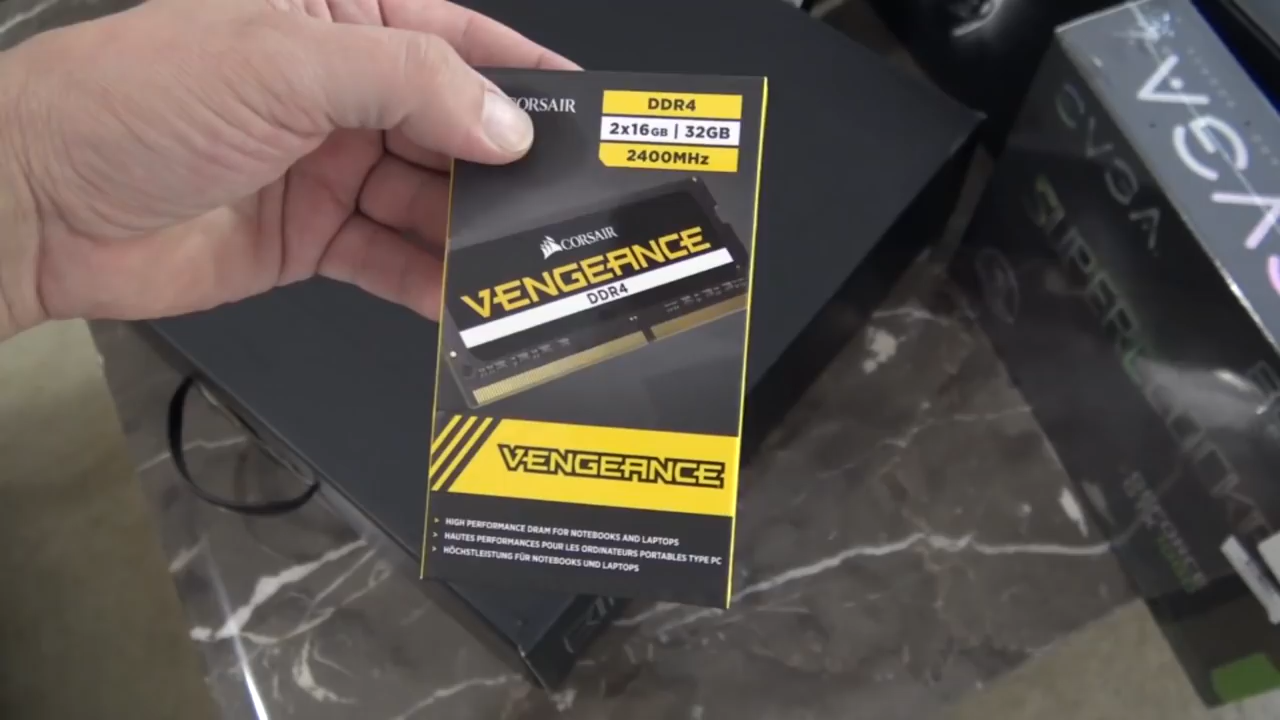 CORSAIR
DDR4
2x16GB | 32GB
2400MHz
CORSAIR
VENGEANCE
DDR4
VENGEANCE
> HIGH PERFORMANCE DRAM FOR NOTEBOOKS AND LAPTOPS
> HAUTES PERFORMANCES POUR LES ORDINATEURS PORTABLES TYPE PC
> HÖCHSTLEISTUNG FÜR NOTEBOOKS UND LAPTOPS
EVGA